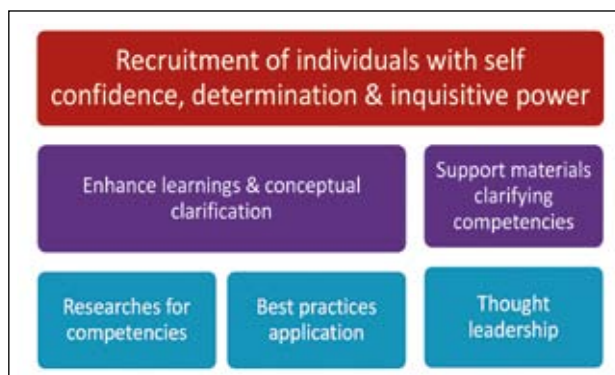 Recruitment of individuals with self
confidence, determination & inquisitive power
Enhance learnings & conceptual
clarification
Support materials
clarifying
competencies
Researches for
competencies
Best practices
application
Thought
leadership